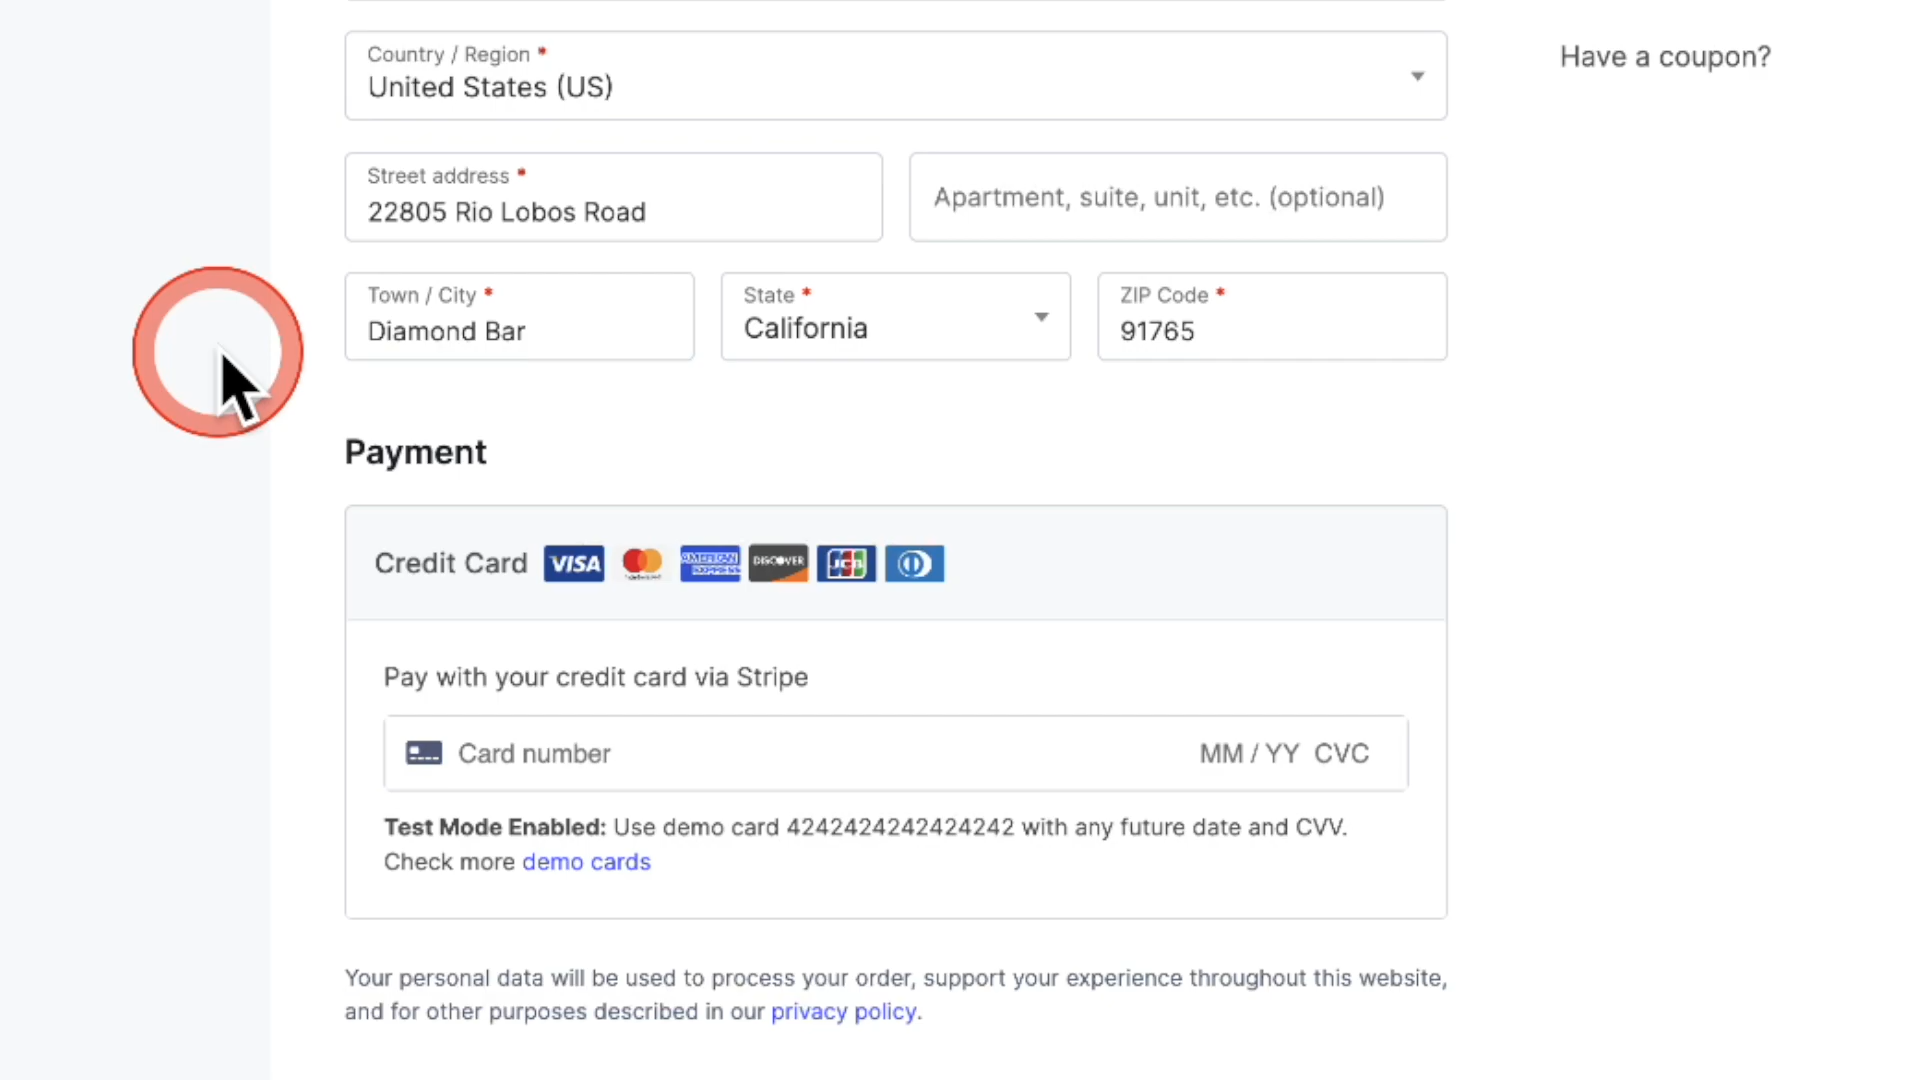 Country / Region *
United States (US)
Have a coupon?
Street address *
22805 Rio Lobos Road
Apartment, suite, unit, etc. (optional)
Town / City *
Diamond Bar
State *
California
ZIP Code *
91765
Payment
Credit Card VISA AMERICAN EXPRESS DISCOVER JCB
Pay with your credit card via Stripe
Card number MM / YY CVC
Test Mode Enabled: Use demo card 4242424242424242 with any future date and CVV.
Check more demo cards
Your personal data will be used to process your order, support your experience throughout this website,
and for other purposes described in our privacy policy.